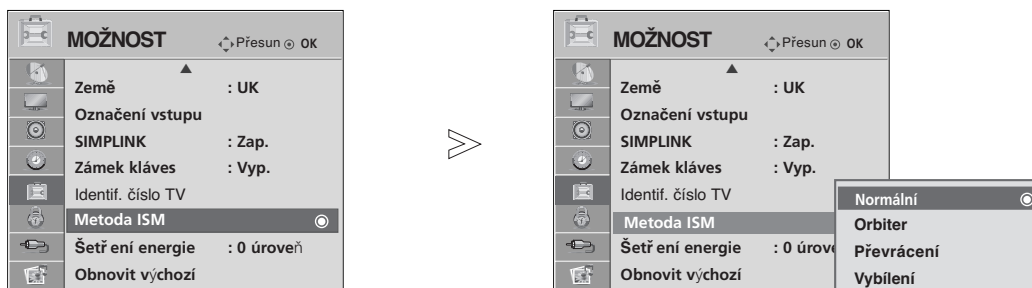 MOŽNOST Přesun OK
Země : UK
Označení vstupu
SIMPLINK : Zap.
Zámek kláves : Vyp.
Identif. číslo TV
Metoda ISM
Šetř ení energie : 0 úroveň
Obnovit výchozí
MOŽNOST Přesun OK
Země : UK
Označení vstupu
SIMPLINK : Zap.
Zámek kláves : Vyp.
Identif. číslo TV
Metoda ISM
Šetř ení energie : 0 úrove
Obnovit výchozí
Normální
Orbiter
Převrácení
Vybílení